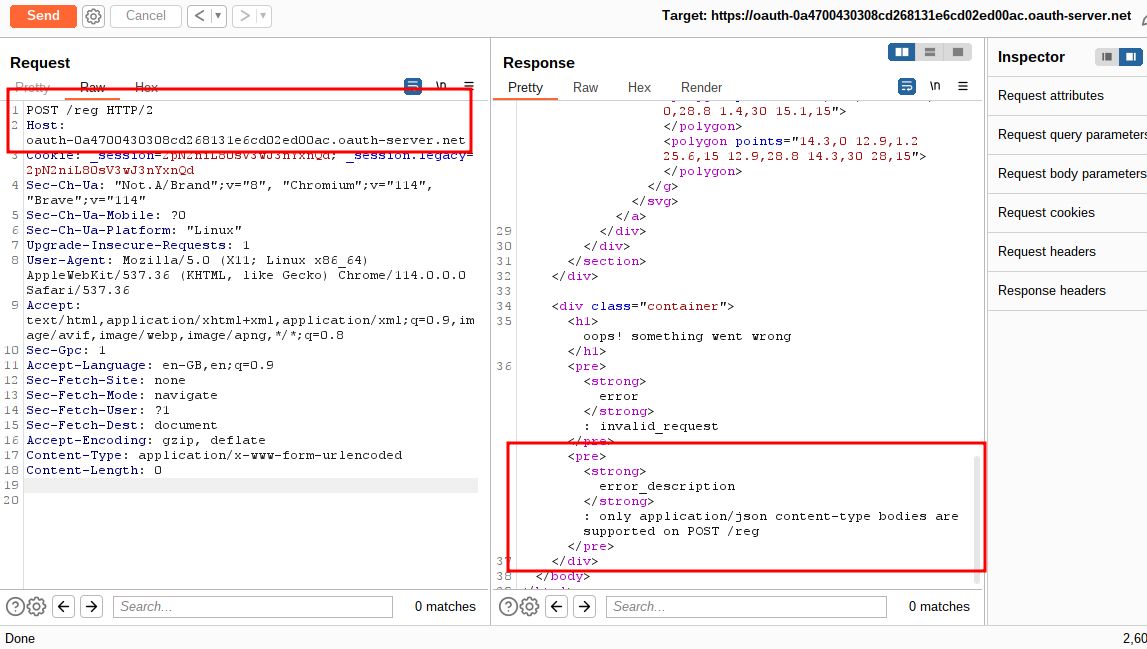 Send
Cancel
<
>
Target: https://oauth-0a4700430308cd268131e6cd02ed00ac.oauth-server.net
Request
Pretty Raw Hex
\n
1 POST /reg HTTP/2
2 Host:
oauth-0a4700430308cd268131e6cd02ed00ac.oauth-server.net
3 Cookie: _session=2pN2niL8OsV3wJ3nYxnQd; _session.legacy=
2pN2niL8OsV3wJ3nYxnQd
4 Sec-Ch-Ua: "Not.A/Brand";v="8", "Chromium";v="114",
"Brave";v="114"
5 Sec-Ch-Ua-Mobile: ?0
6 Sec-Ch-Ua-Platform: "Linux"
7 Upgrade-Insecure-Requests: 1
8 User-Agent: Mozilla/5.0 (X11; Linux x86_64)
AppleWebKit/537.36 (KHTML, like Gecko) Chrome/114.0.0.0
Safari/537.36
9 Accept:
text/html,application/xhtml+xml,application/xml;q=0.9,im
age/avif,image/webp,image/apng,*/*;q=0.8
10 Sec-Gpc: 1
11 Accept-Language: en-GB,en;q=0.9
12 Sec-Fetch-Site: none
13 Sec-Fetch-Mode: navigate
14 Sec-Fetch-User: ?1
15 Sec-Fetch-Dest: document
16 Accept-Encoding: gzip, deflate
17 Content-Type: application/x-www-form-urlencoded
18 Content-Length: 0
19
20
?
Search...
0 matches
Response
Pretty Raw Hex Render
\n
0,28.8 1.4,30 15.1,15">
</polygon>
<polygon points="14.3,0 12.9,1.2
25.6,15 12.9,28.8 14.3,30 28,15">
</polygon>
</g>
</svg>
</a>
29 </div>
30 </div>
31 </section>
32 </div>
33
34 <div class="container">
35 <h1>
oops! something went wrong
</h1>
36 <pre>
<strong>
error
</strong>
: invalid_request
</pre>
<pre>
<strong>
error_description
</strong>
: only application/json content-type bodies are
supported on POST /reg
</pre>
37 </div>
38 </body>
?
Search...
0 matches
Inspector
Request attributes
Request query parameters
Request body parameters
Request cookies
Request headers
Response headers
Done
2,60